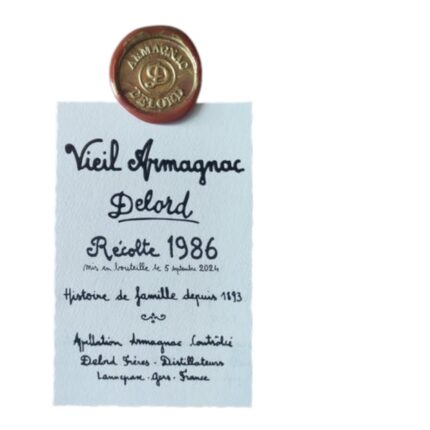 ARMAGNAC
D
DELORD
Vieil Armagnac
Delord
Récolte 1986
mis en bouteille le 5 septembre 2024
Histoire de famille depuis 1893
Appellation Armagnac Contrôlée
Delord Frères - Distillateurs
Lannepax - Gers - France